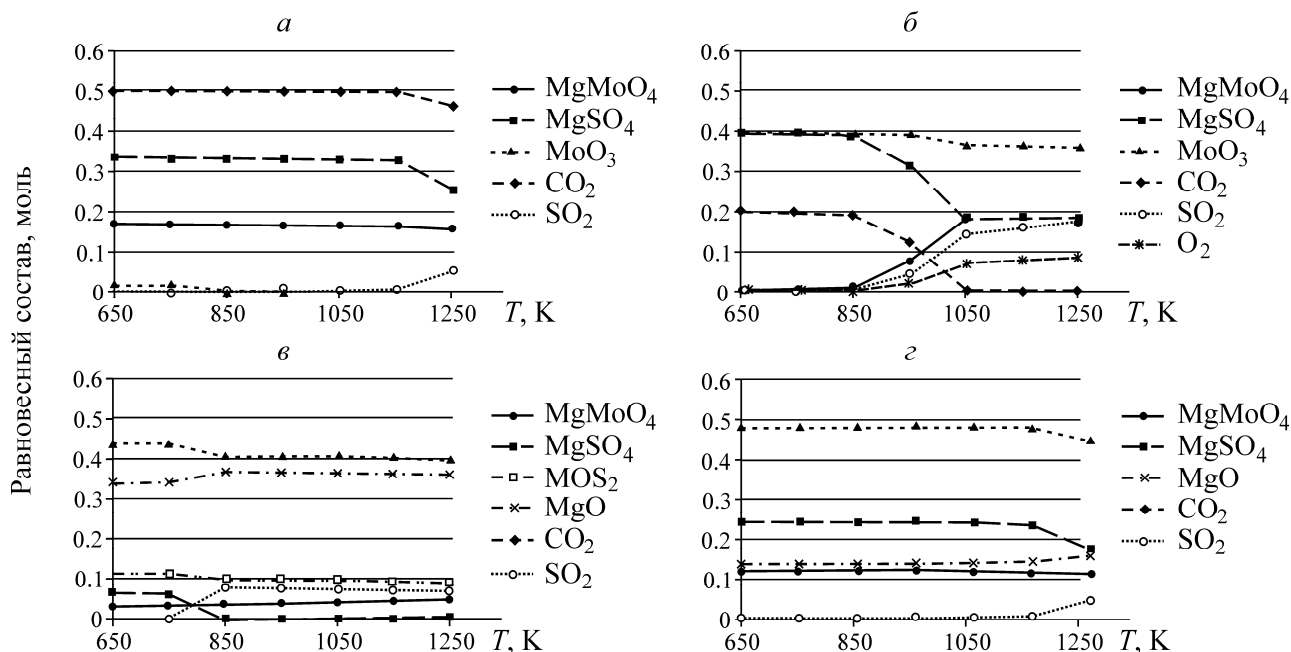 Равновесный состав, моль
а
0.6
0.5
0.4
0.3
0.2
0.1
0
650
850
1050
1250
T, K
MgMoO₄
MgSO₄
MoO₃
CO₂
SO₂
б
0.6
0.5
0.4
0.3
0.2
0.1
0
650
850
1050
1250
T, K
MgMoO₄
MgSO₄
MoO₃
CO₂
SO₂
O₂
в
0.6
0.5
0.4
0.3
0.2
0.1
0
650
850
1050
1250
T, K
MgMoO₄
MgSO₄
MOS₂
MgO
CO₂
SO₂
г
0.6
0.5
0.4
0.3
0.2
0.1
0
650
850
1050
1250
T, K
MgMoO₄
MgSO₄
MgO
CO₂
SO₂